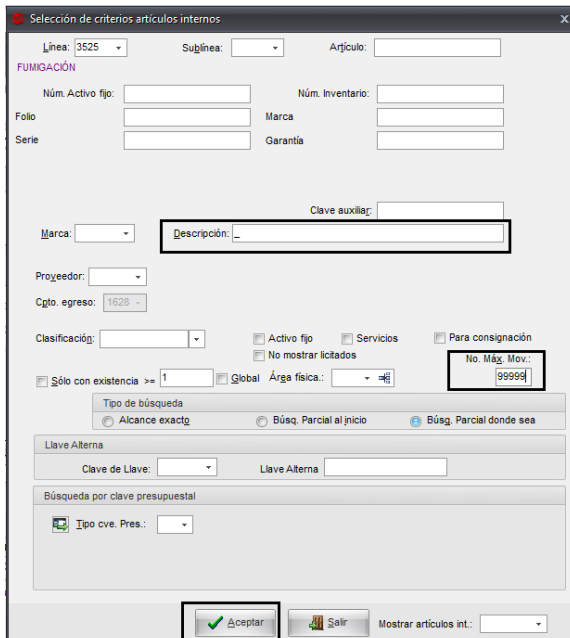 Selección de criterios artículos internos x
Línea: 3525 Sublínea: Artículo:
FUMIGACIÓN
Núm. Activo fijo: Núm. Inventario:
Folio Marca
Serie Garantía
Clave auxiliar:
Marca: Descripción: _
Proveedor:
Cpto. egreso: 1628
Clasificación: Activo fijo Servicios Para consignación
No mostrar licitados No. Máx. Mov.:
Sólo con existencia >= 1 Global Área física.: 99999
Tipo de búsqueda
Alcance exacto Búsq. Parcial al inicio Búsq. Parcial donde sea
Llave Alterna
Clave de Llave: Llave Alterna
Búsqueda por clave presupuestal
Tipo cve. Pres.:
Aceptar Salir Mostrar artículos int.: